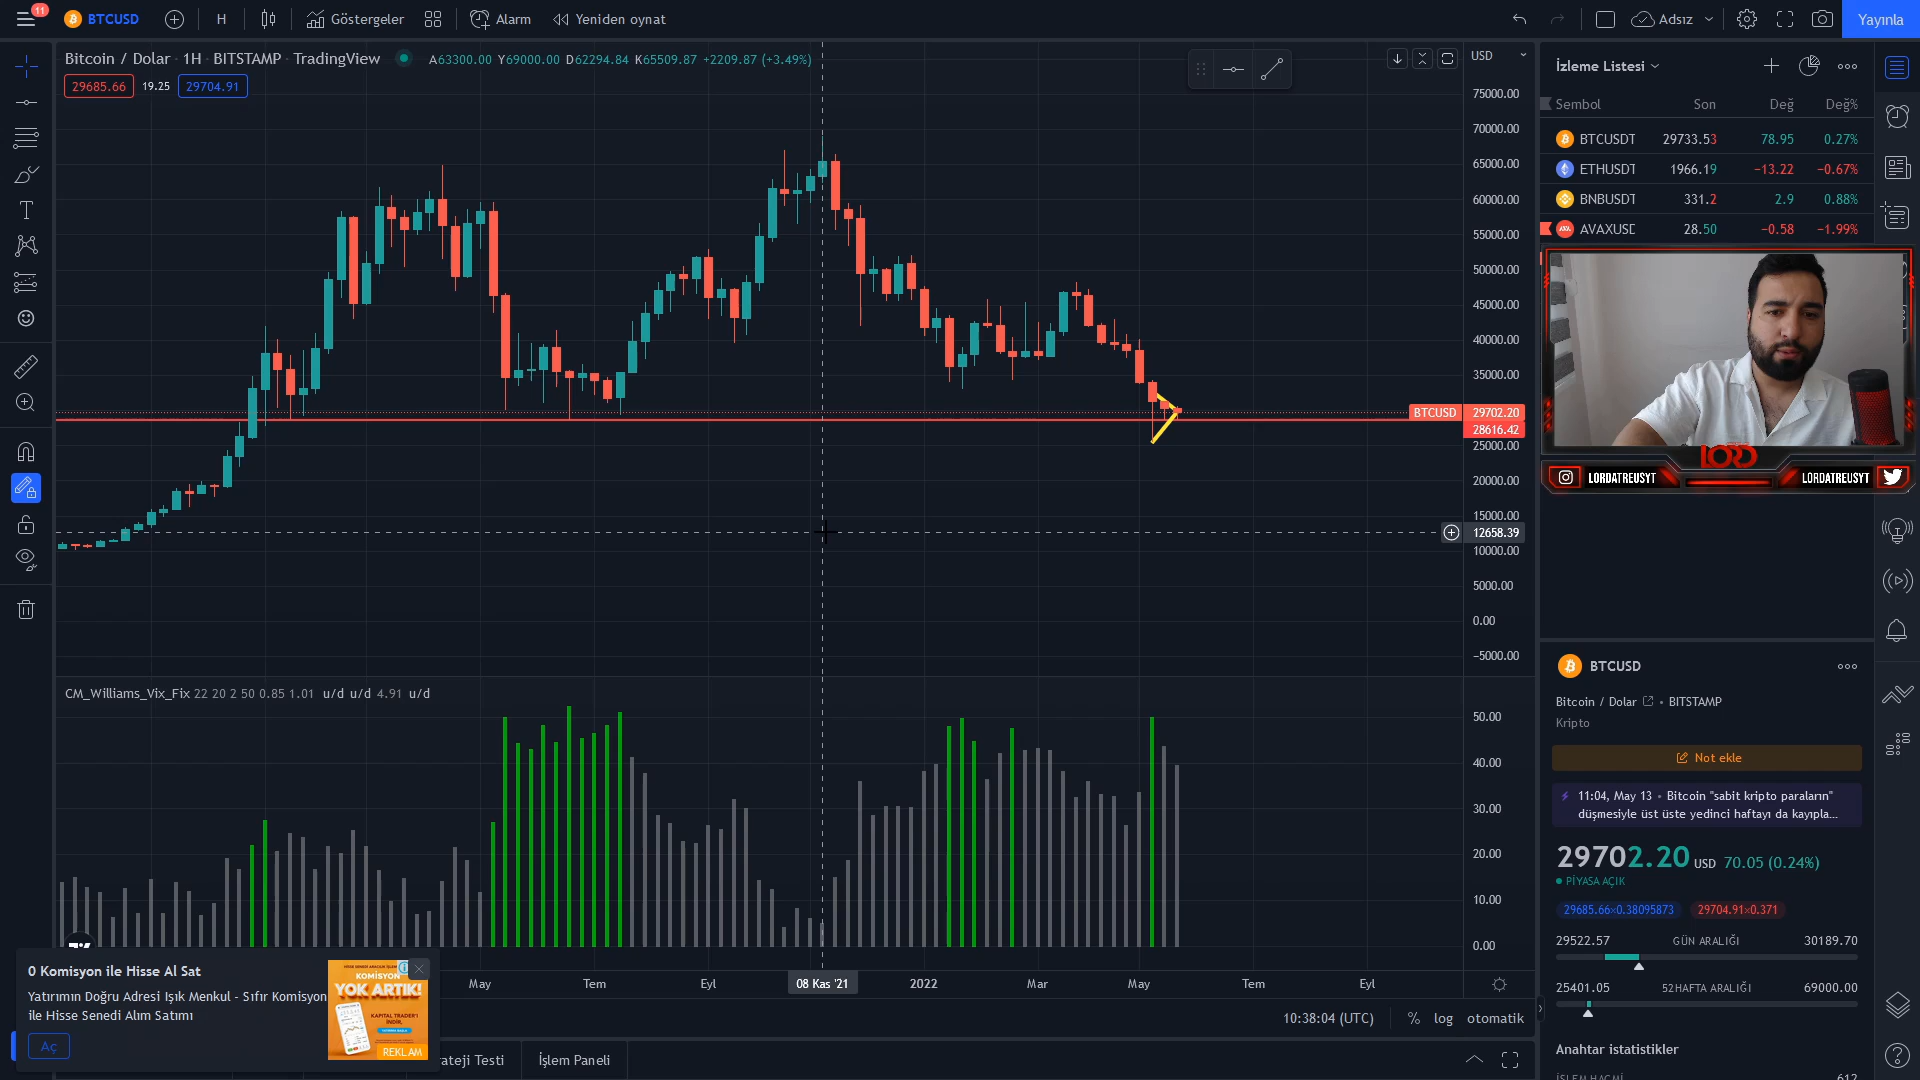 11
BTCUSD
H
Göstergeler
Alarm
Yeniden oynat
Adsız
Yayınla
Bitcoin / Dolar · 1H · BITSTAMP · TradingView
A63300.00 Y69000.00 D62294.84 K65509.87 +2209.87 (+3.49%)
29685.66 19.25 29704.91
USD
75000.00
70000.00
65000.00
60000.00
55000.00
50000.00
45000.00
40000.00
35000.00
BTCUSD 29702.20
28616.42
25000.00
20000.00
15000.00
12658.39
10000.00
5000.00
0.00
−5000.00
CM_Williams_Vix_Fix 22 20 2 50 0.85 1.01 u/d u/d 4.91 u/d
50.00
40.00
30.00
20.00
10.00
0.00
May
Tem
Eyl
08 Kas '21
2022
Mar
May
Tem
Eyl
10:38:04 (UTC)
%
log
otomatik
ateji Testi
İşlem Paneli
0 Komisyon ile Hisse Al Sat
Yatırımın Doğru Adresi Işık Menkul - Sıfır Komisyon
ile Hisse Senedi Alım Satımı
Aç
KOMİSYON
YOK ARTIK!
KAPITAL TRADER'I
İNDİR,
REKLAM
İzleme Listesi
Sembol Son Değ Değ%
BTCUSDT 29733.53 78.95 0.27%
ETHUSDT 1966.19 −13.22 −0.67%
BNBUSDT 331.2 2.9 0.88%
AVAXUSD 28.50 −0.58 −1.99%
LORD
LORDATREUSYT
LORDATREUSYT
BTCUSD
Bitcoin / Dolar • BITSTAMP
Kripto
Not ekle
11:04, May 13 • Bitcoin "sabit kripto paraların"
düşmesiyle üst üste yedinci haftayı da kayıpla...
29702.20 USD 70.05 (0.24%)
PİYASA AÇIK
29685.66×0.38095873 29704.91×0.371
29522.57 GÜN ARALIĞI 30189.70
25401.05 52HAFTA ARALIĞI 69000.00
Anahtar istatistikler
İŞLEM HACMİ 612